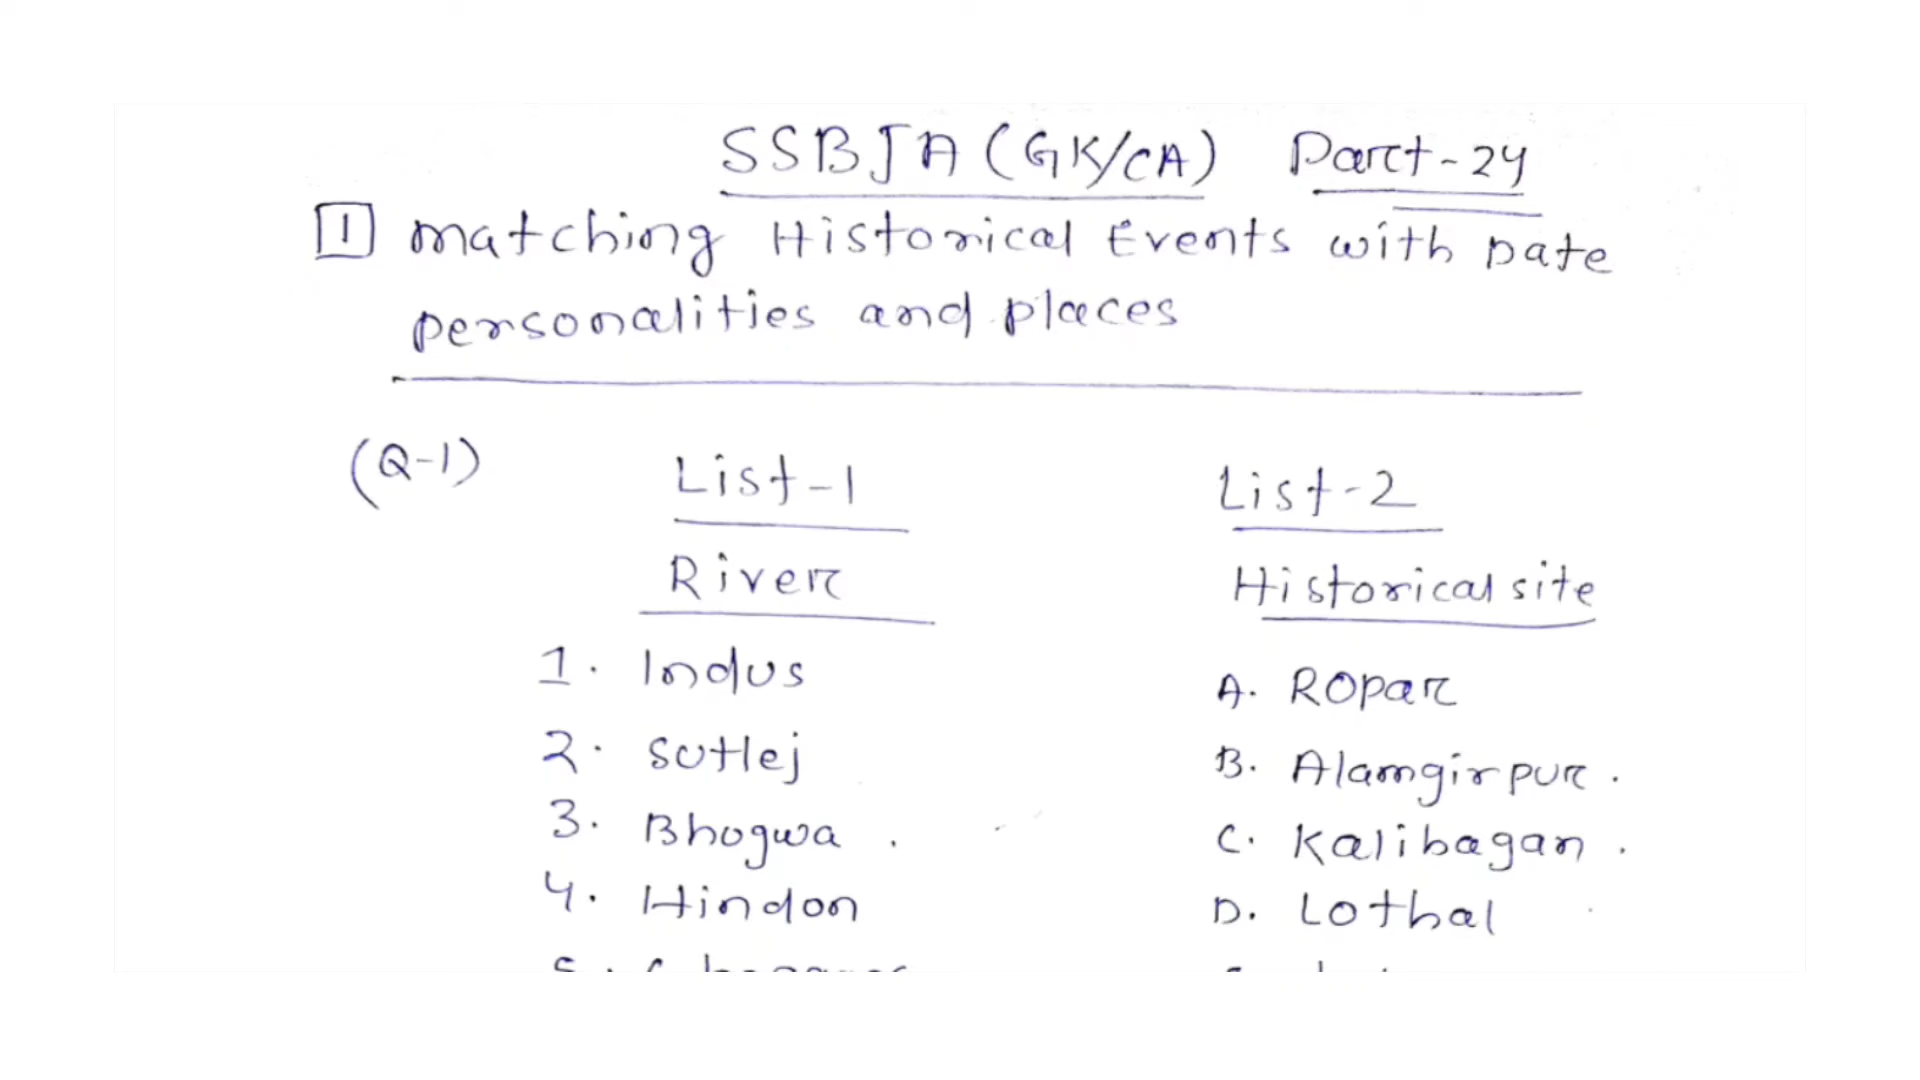 SSBJA (GK/CA) Part-24
1 matching Historical Events with Date
personalities and places
(Q-1) List-1 List-2
River Historical site
1. Indus A. Ropar
2. Sutlej B. Alamgirpur.
3. Bhogwa. C. Kalibagan.
4. Hindon D. Lothal